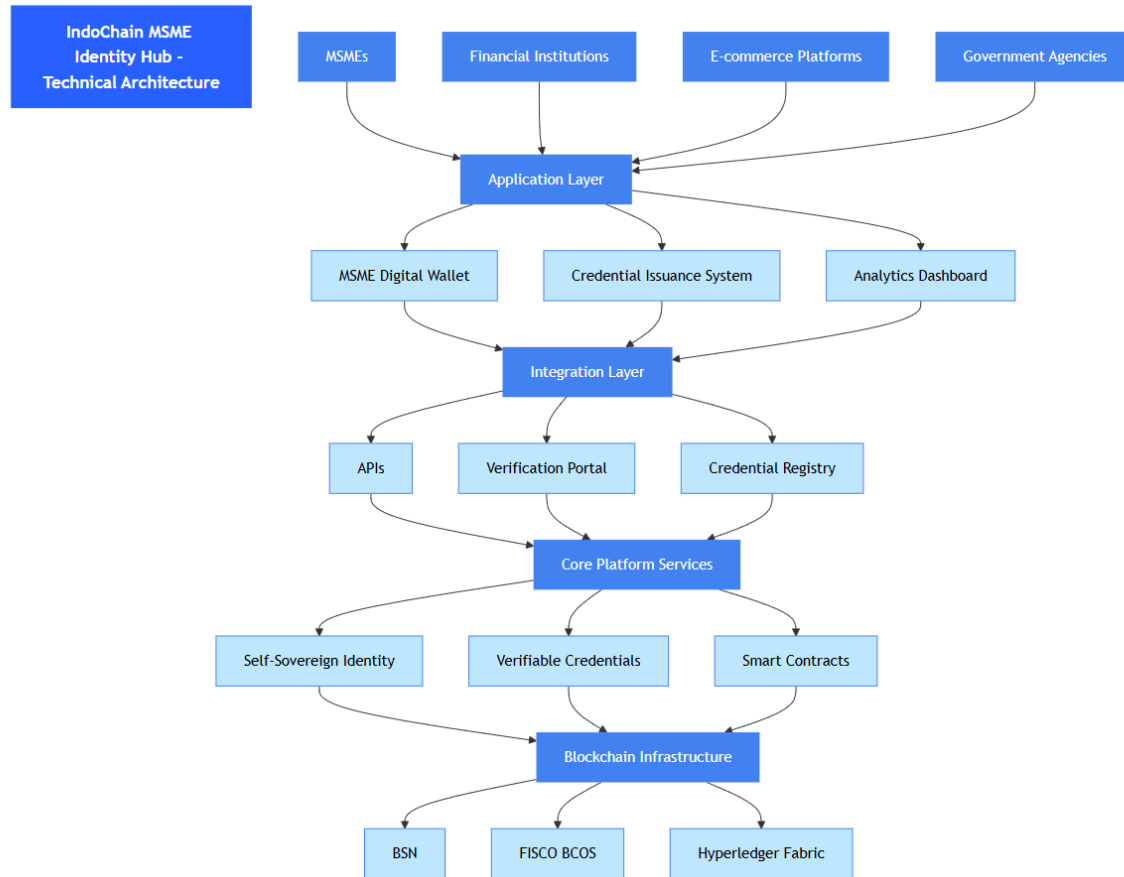 IndoChain MSME
Identity Hub -
Technical Architecture
MSMEs
Financial Institutions
E-commerce Platforms
Government Agencies
Application Layer
MSME Digital Wallet
Credential Issuance System
Analytics Dashboard
Integration Layer
APIs
Verification Portal
Credential Registry
Core Platform Services
Self-Sovereign Identity
Verifiable Credentials
Smart Contracts
Blockchain Infrastructure
BSN
FISCO BCOS
Hyperledger Fabric